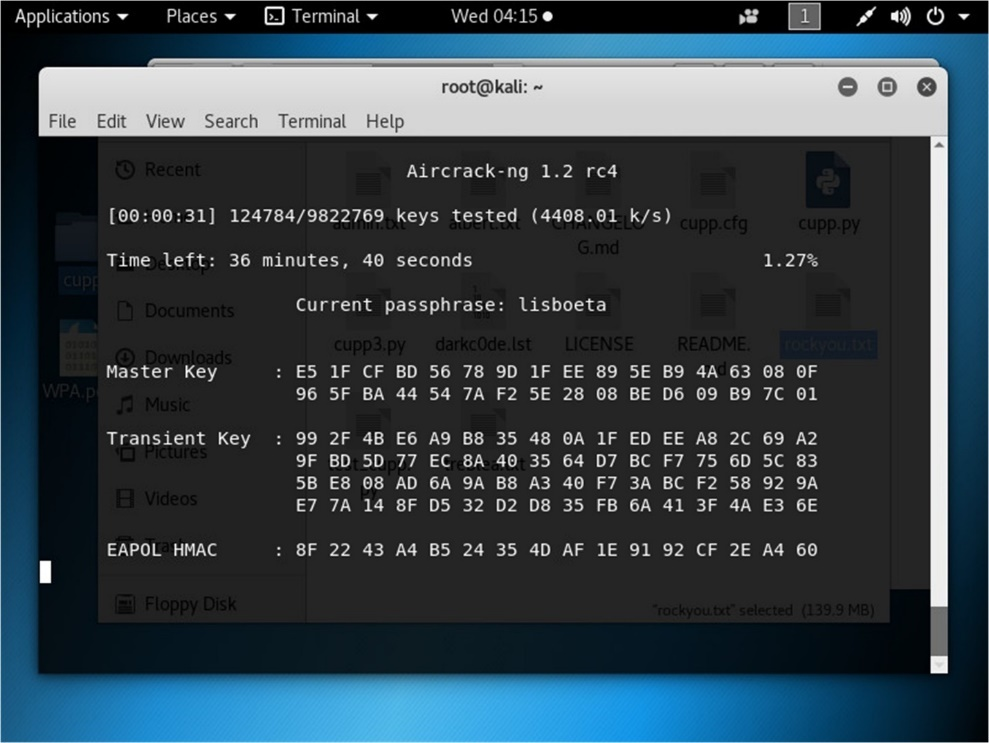 Applications Places Terminal Wed 04:15 1
root@kali: ~
File Edit View Search Terminal Help
Recent
Aircrack-ng 1.2 rc4
[00:00:31] 124784/9822769 keys tested (4408.01 k/s)
admin.txt albert.txt CHANGELO cupp.cfg cupp.py
G.md
Time left: 36 minutes, 40 seconds 1.27%
Desktop
cupp
Current passphrase: lisboeta
Documents
cupp3.py darkc0de.lst LICENSE README. rockyou.txt
Downloads
Master Key : E5 1F CF BD 56 78 9D 1F EE 89 5E B9 4A 63 08 0F
96 5F BA 44 54 7A F2 5E 28 08 BE D6 09 B9 7C 01
WPA.p
Music
Transient Key : 99 2F 4B E6 A9 B8 35 48 0A 1F ED EE A8 2C 69 A2
Pictures
9F BD 5D 77 EC 8A 40 35 64 D7 BC F7 75 6D 5C 83
5B E8 08 AD 6A 9A B8 A3 40 F7 3A BC F2 58 92 9A
Videos
E7 7A 14 8F D5 32 D2 D8 35 FB 6A 41 3F 4A E3 6E
EAPOL HMAC : 8F 22 43 A4 B5 24 35 4D AF 1E 91 92 CF 2E A4 60
Floppy Disk
"rockyou.txt" selected (139.9 MB)